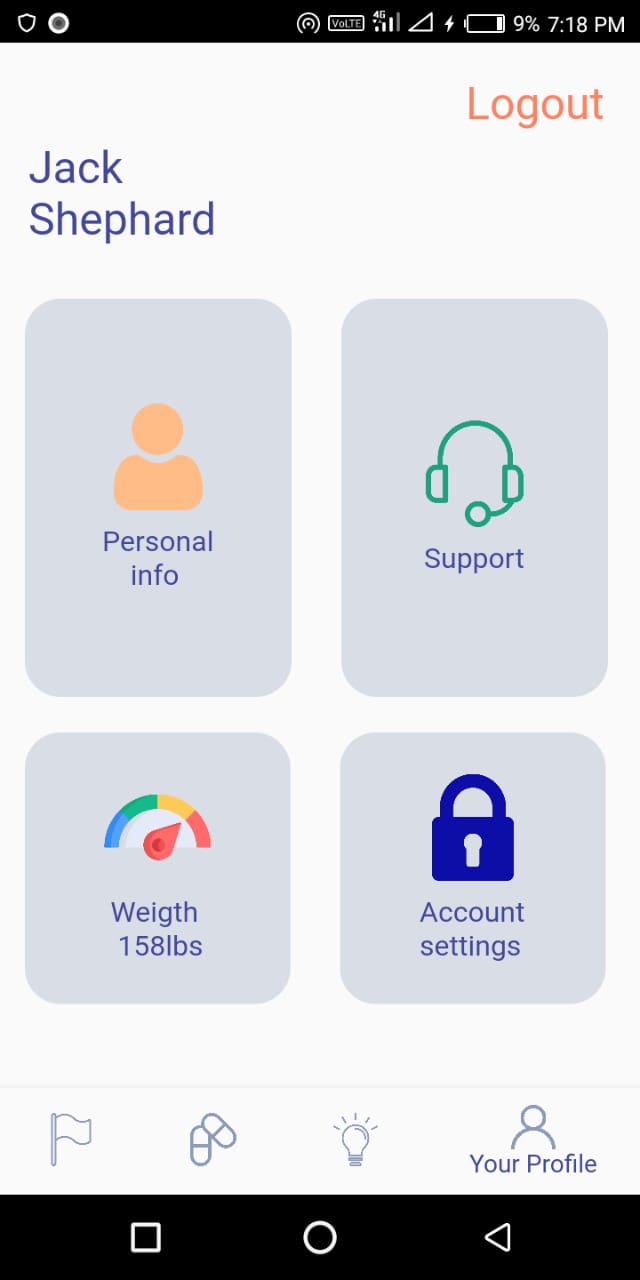 VoLTE 4G 9% 7:18 PM
Logout
Jack
Shephard
Personal
info
Support
Weigth
158lbs
Account
settings
Your Profile